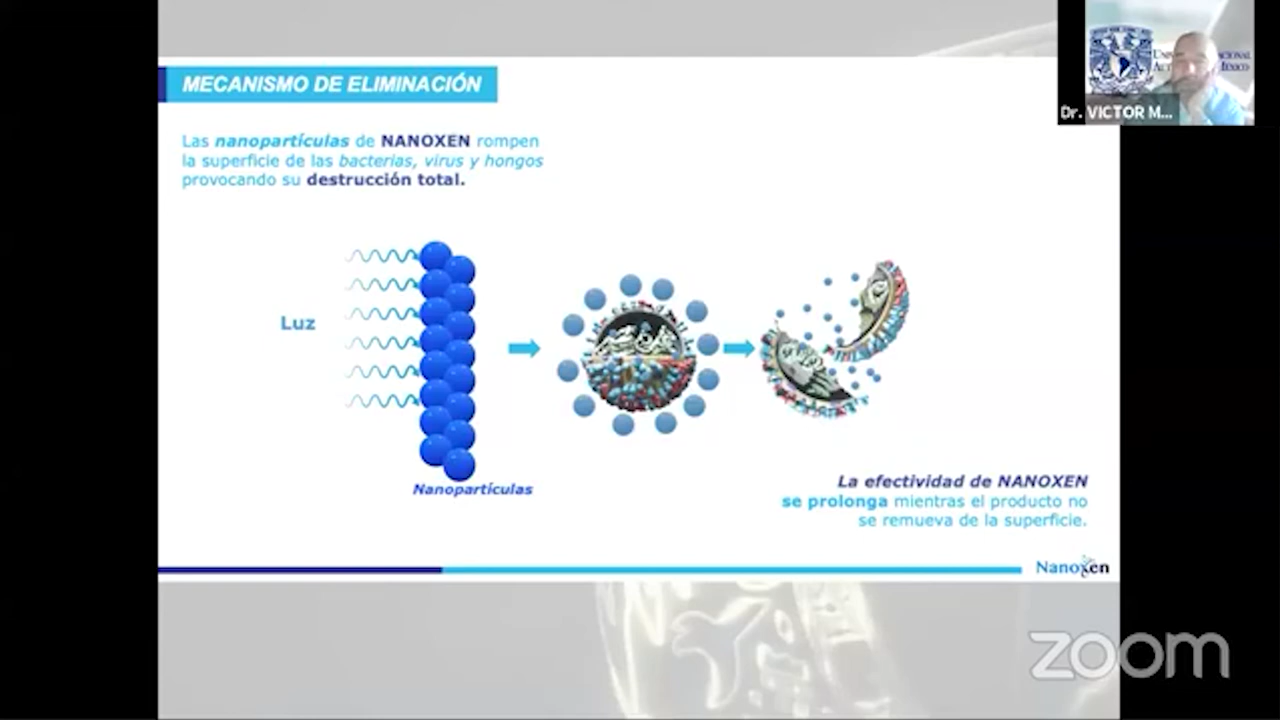 MECANISMO DE ELIMINACIÓN
Las nanopartículas de NANOXEN rompen
la superficie de las bacterias, virus y hongos
provocando su destrucción total.
Luz
Nanopartículas
La efectividad de NANOXEN
se prolonga mientras el producto no
se remueva de la superficie.
Nanoxen
Dr. VICTOR M...
zoom